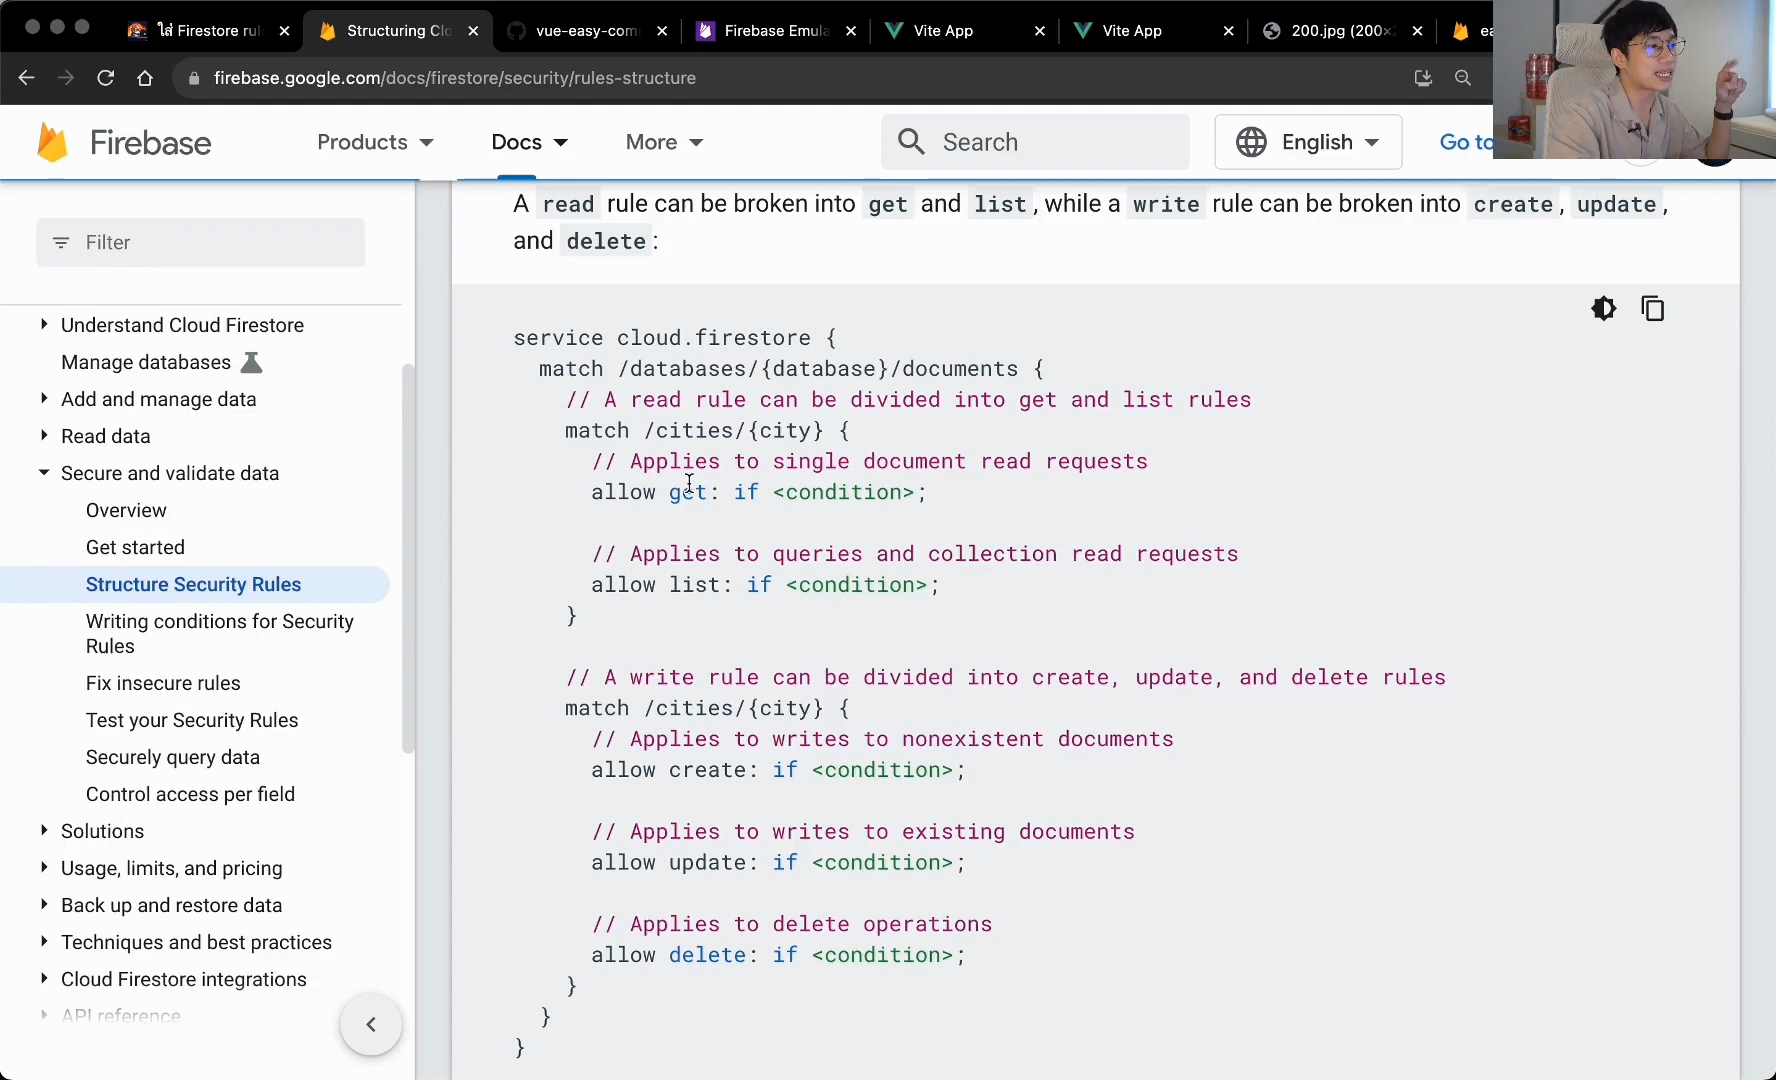 ใส่ Firestore rul
Structuring Clo
vue-easy-com
Firebase Emula
Vite App
Vite App
200.jpg (200×
firebase.google.com/docs/firestore/security/rules-structure
Firebase
Products
Docs
More
Search
English
Go to
Filter
Understand Cloud Firestore
Manage databases
Add and manage data
Read data
Secure and validate data
Overview
Get started
Structure Security Rules
Writing conditions for Security
Rules
Fix insecure rules
Test your Security Rules
Securely query data
Control access per field
Solutions
Usage, limits, and pricing
Back up and restore data
Techniques and best practices
Cloud Firestore integrations
API reference
A read rule can be broken into get and list, while a write rule can be broken into create, update,
and delete:
service cloud.firestore {
match /databases/{database}/documents {
// A read rule can be divided into get and list rules
match /cities/{city} {
// Applies to single document read requests
allow get: if <condition>;
// Applies to queries and collection read requests
allow list: if <condition>;
}
// A write rule can be divided into create, update, and delete rules
match /cities/{city} {
// Applies to writes to nonexistent documents
allow create: if <condition>;
// Applies to writes to existing documents
allow update: if <condition>;
// Applies to delete operations
allow delete: if <condition>;
}
}
}